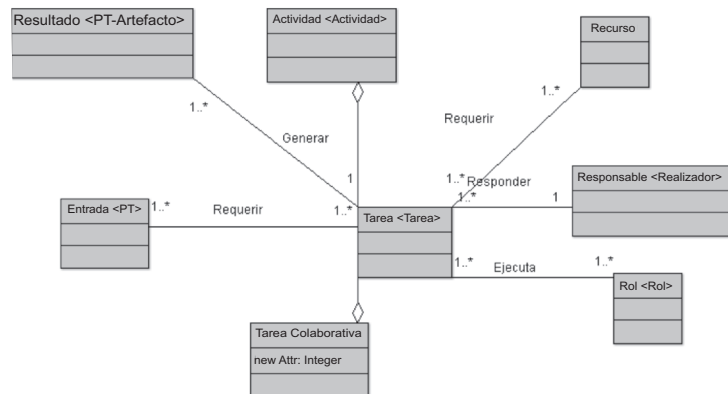 Resultado <PT-Artefacto>
Actividad <Actividad>
Recurso
1..*
1..*
Requerir
Generar
1
1..*
Responder
Responsable <Realizador>
Entrada <PT>
1..*
Requerir
1..*
Tarea <Tarea>
1..*
1
1..*
Ejecuta
1..*
Rol <Rol>
Tarea Colaborativa
new Attr: Integer